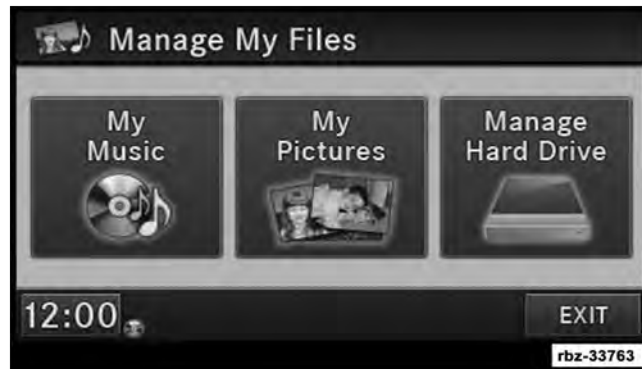 Manage My Files
My
Music
My
Pictures
Manage
Hard Drive
12:00
EXIT
rbz-33763